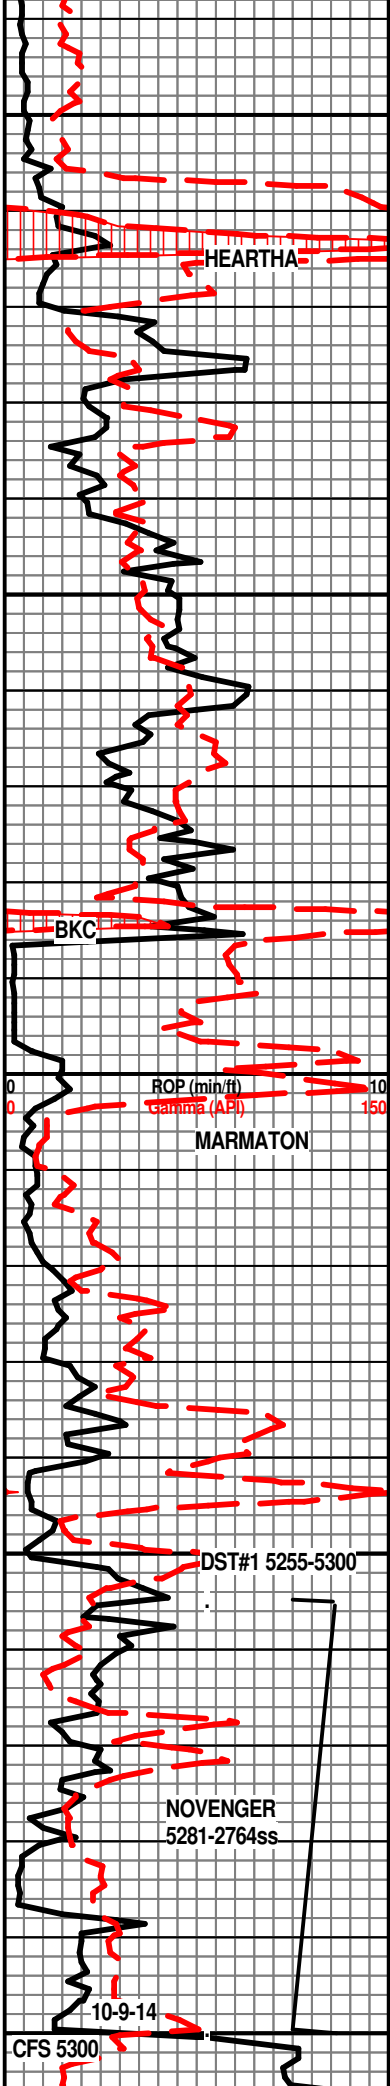 HEARTHA
BKC
0 ROP (min/ft) 10
0 Gamma (API) 150
MARMATON
DST#1 5255-5300
NOVENGER
5281-2764ss
10-9-14
CFS 5300